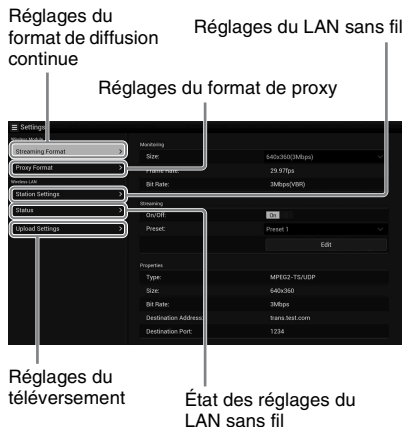 Réglages du
format de diffusion
continue
Réglages du LAN sans fil
Réglages du format de proxy
Settings
Wireless Module
Streaming Format
Proxy Format
Wireless LAN
Station Settings
Status
Upload Settings
Monitoring
Size: 640x360(3Mbps)
Frame Rate: 29.97fps
Bit Rate: 3Mbps(VBR)
Streaming
On/Off: On
Preset: Preset 1
Edit
Properties
Type: MPEG2-TS/UDP
Size: 640x360
Bit Rate: 3Mbps
Destination Address: trans.test.com
Destination Port: 1234
Réglages du
téléversement
État des réglages du
LAN sans fil